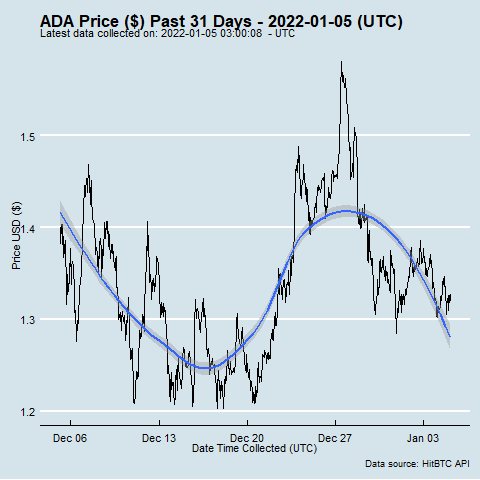 ADA Price ($) Past 31 Days - 2022-01-05 (UTC)
Latest data collected on: 2022-01-05 03:00:08 - UTC
Price USD ($)
1.5
1.4
1.3
1.2
Dec 06 Dec 13 Dec 20 Dec 27 Jan 03
Date Time Collected (UTC)
Data source: HitBTC API